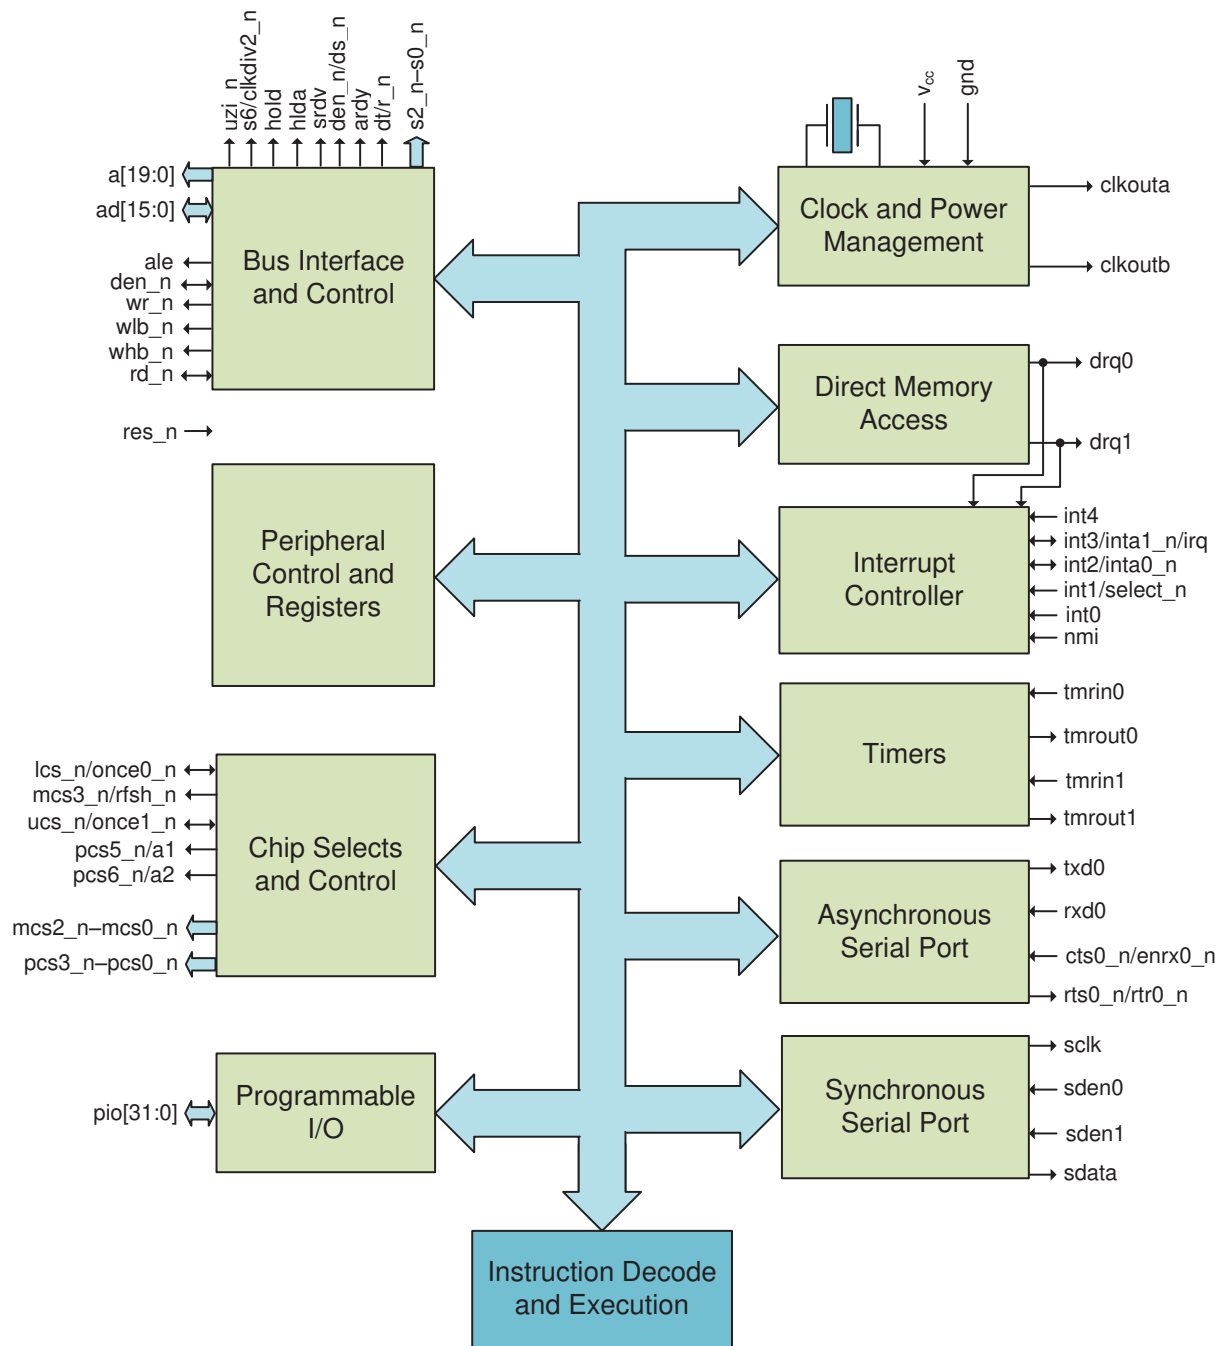 uzi_n
s6/clkdiv2_n
hold
hlda
srdv
den_n/ds_n
ardy
dt/r_n
s2_n–s0_n
a[19:0]
ad[15:0]
ale
den_n
wr_n
wlb_n
whb_n
rd_n
res_n
Bus Interface
and Control
Peripheral
Control and
Registers
lcs_n/once0_n
mcs3_n/rfsh_n
ucs_n/once1_n
pcs5_n/a1
pcs6_n/a2
mcs2_n–mcs0_n
pcs3_n–pcs0_n
Chip Selects
and Control
pio[31:0]
Programmable
I/O
vcc
gnd
Clock and Power
Management
clkouta
clkoutb
Direct Memory
Access
drq0
drq1
Interrupt
Controller
int4
int3/inta1_n/irq
int2/inta0_n
int1/select_n
int0
nmi
Timers
tmrin0
tmrout0
tmrin1
tmrout1
Asynchronous
Serial Port
txd0
rxd0
cts0_n/enrx0_n
rts0_n/rtr0_n
Synchronous
Serial Port
sclk
sden0
sden1
sdata
Instruction Decode
and Execution